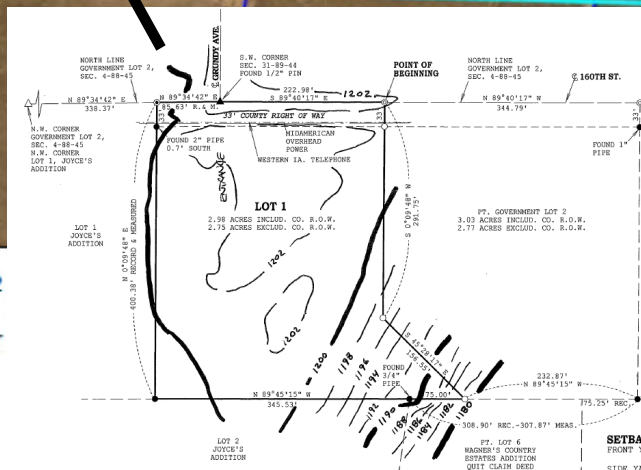 GRUNDY AVE.
NORTH LINE
GOVERNMENT LOT 2,
SEC. 4-88-45
S.W. CORNER
SEC. 31-89-44
FOUND 1/2" PIN
POINT OF
BEGINNING
NORTH LINE
GOVERNMENT LOT 2,
SEC. 4-88-45
160TH ST.
N 89°34'42" E
338.37'
N 89°34'42" E
85.63' R.& M.
222.98'
S 89°40'17" E
1202
N 89°40'17" W
344.79'
33'
33' COUNTY RIGHT OF WAY
33'
33'
N.W. CORNER
GOVERNMENT LOT 2,
SEC. 4-88-45
N.W. CORNER
LOT 1, JOYCE'S
ADDITION
FOUND 2" PIPE
0.7' SOUTH
MIDAMERICAN
OVERHEAD
POWER
WESTERN IA. TELEPHONE
FOUND 1"
PIPE
ENTRANCE
LOT 1
2.98 ACRES INCLUD. CO. R.O.W.
2.75 ACRES EXCLUD. CO. R.O.W.
S 0°09'48" W
291.75'
PT. GOVERNMENT LOT 2
3.03 ACRES INCLUD. CO. R.O.W.
2.77 ACRES EXCLUD. CO. R.O.W.
LOT 1
JOYCE'S
ADDITION
N 0°09'48" E
400.38' RECORD & MEASURED
1202
1202
1200
1198
1196
1194
1192
1190
1188
1186
1184
1182
1180
S 45°28'17" E
156.55'
FOUND
3/4"
PIPE
N 89°45'15" W
345.53'
75.00'
232.87'
N 89°45'15" W
75.25' REC.
308.90' REC.-307.87' MEAS.
LOT 2
JOYCE'S
ADDITION
PT. LOT 6
WAGNER'S COUNTRY
ESTATES ADDITION
QUIT CLAIM DEED
SETBA
FRONT Y
SIDE Y